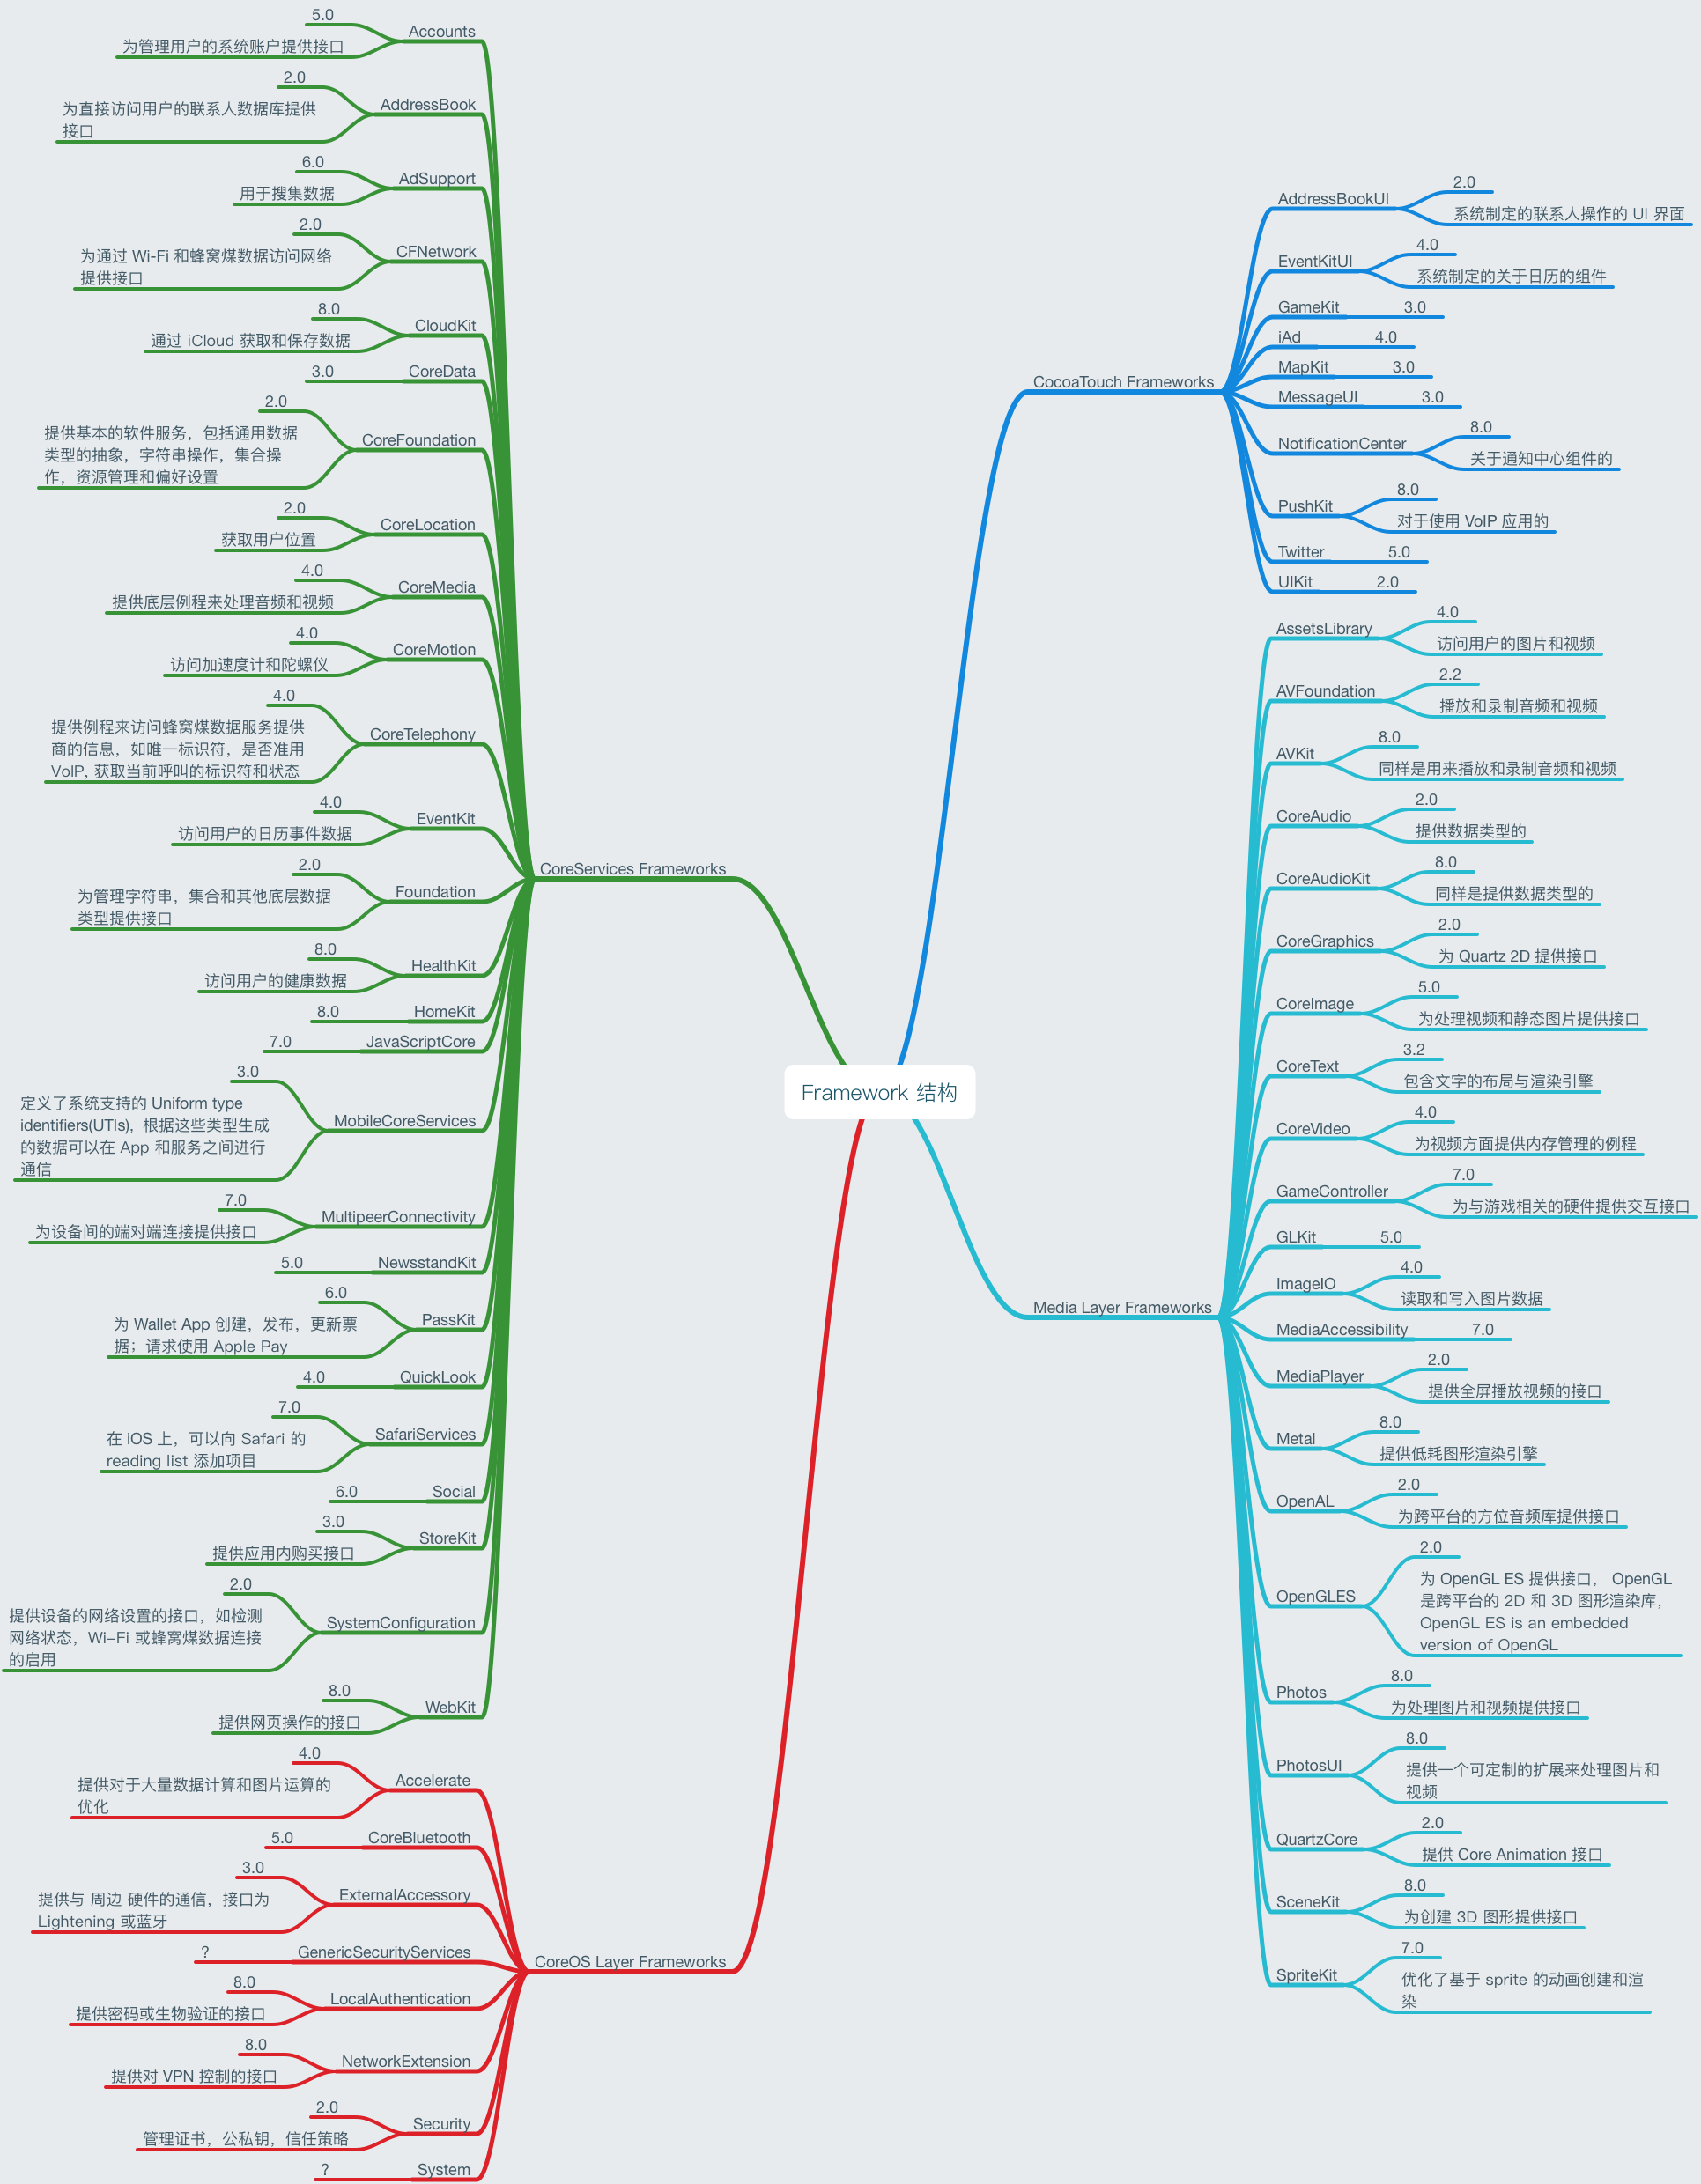 Framework 结构
CoreServices Frameworks
Accounts
5.0
为管理用户的系统账户提供接口
AddressBook
2.0
为直接访问用户的联系人数据库提供
接口
AdSupport
6.0
用于搜集数据
CFNetwork
2.0
为通过 Wi-Fi 和蜂窝煤数据访问网络
提供接口
CloudKit
8.0
通过 iCloud 获取和保存数据
CoreData
3.0
CoreFoundation
2.0
提供基本的软件服务，包括通用数据
类型的抽象，字符串操作，集合操
作，资源管理和偏好设置
CoreLocation
2.0
获取用户位置
CoreMedia
4.0
提供底层例程来处理音频和视频
CoreMotion
4.0
访问加速度计和陀螺仪
CoreTelephony
4.0
提供例程来访问蜂窝煤数据服务提供
商的信息，如唯一标识符，是否准用
VoIP, 获取当前呼叫的标识符和状态
EventKit
4.0
访问用户的日历事件数据
Foundation
2.0
为管理字符串，集合和其他底层数据
类型提供接口
HealthKit
8.0
访问用户的健康数据
HomeKit
8.0
JavaScriptCore
7.0
MobileCoreServices
3.0
定义了系统支持的 Uniform type
identifiers(UTIs)，根据这些类型生成
的数据可以在 App 和服务之间进行
通信
MultipeerConnectivity
7.0
为设备间的端对端连接提供接口
NewsstandKit
5.0
PassKit
6.0
为 Wallet App 创建，发布，更新票
据；请求使用 Apple Pay
QuickLook
4.0
SafariServices
7.0
在 iOS 上，可以向 Safari 的
reading list 添加项目
Social
6.0
StoreKit
3.0
提供应用内购买接口
SystemConfiguration
2.0
提供设备的网络设置的接口，如检测
网络状态，Wi–Fi 或蜂窝煤数据连接
的启用
WebKit
8.0
提供网页操作的接口
CoreOS Layer Frameworks
Accelerate
4.0
提供对于大量数据计算和图片运算的
优化
CoreBluetooth
5.0
ExternalAccessory
3.0
提供与 周边 硬件的通信，接口为
Lightening 或蓝牙
GenericSecurityServices
?
LocalAuthentication
8.0
提供密码或生物验证的接口
NetworkExtension
8.0
提供对 VPN 控制的接口
Security
2.0
管理证书，公私钥，信任策略
System
?
CocoaTouch Frameworks
AddressBookUI
2.0
系统制定的联系人操作的 UI 界面
EventKitUI
4.0
系统制定的关于日历的组件
GameKit
3.0
iAd
4.0
MapKit
3.0
MessageUI
3.0
NotificationCenter
8.0
关于通知中心组件的
PushKit
8.0
对于使用 VoIP 应用的
Twitter
5.0
UIKit
2.0
Media Layer Frameworks
AssetsLibrary
4.0
访问用户的图片和视频
AVFoundation
2.2
播放和录制音频和视频
AVKit
8.0
同样是用来播放和录制音频和视频
CoreAudio
2.0
提供数据类型的
CoreAudioKit
8.0
同样是提供数据类型的
CoreGraphics
2.0
为 Quartz 2D 提供接口
CoreImage
5.0
为处理视频和静态图片提供接口
CoreText
3.2
包含文字的布局与渲染引擎
CoreVideo
4.0
为视频方面提供内存管理的例程
GameController
7.0
为与游戏相关的硬件提供交互接口
GLKit
5.0
ImageIO
4.0
读取和写入图片数据
MediaAccessibility
7.0
MediaPlayer
2.0
提供全屏播放视频的接口
Metal
8.0
提供低耗图形渲染引擎
OpenAL
2.0
为跨平台的方位音频库提供接口
OpenGLES
2.0
为 OpenGL ES 提供接口， OpenGL
是跨平台的 2D 和 3D 图形渲染库，
OpenGL ES is an embedded
version of OpenGL
Photos
8.0
为处理图片和视频提供接口
PhotosUI
8.0
提供一个可定制的扩展来处理图片和
视频
QuartzCore
2.0
提供 Core Animation 接口
SceneKit
8.0
为创建 3D 图形提供接口
SpriteKit
7.0
优化了基于 sprite 的动画创建和渲
染